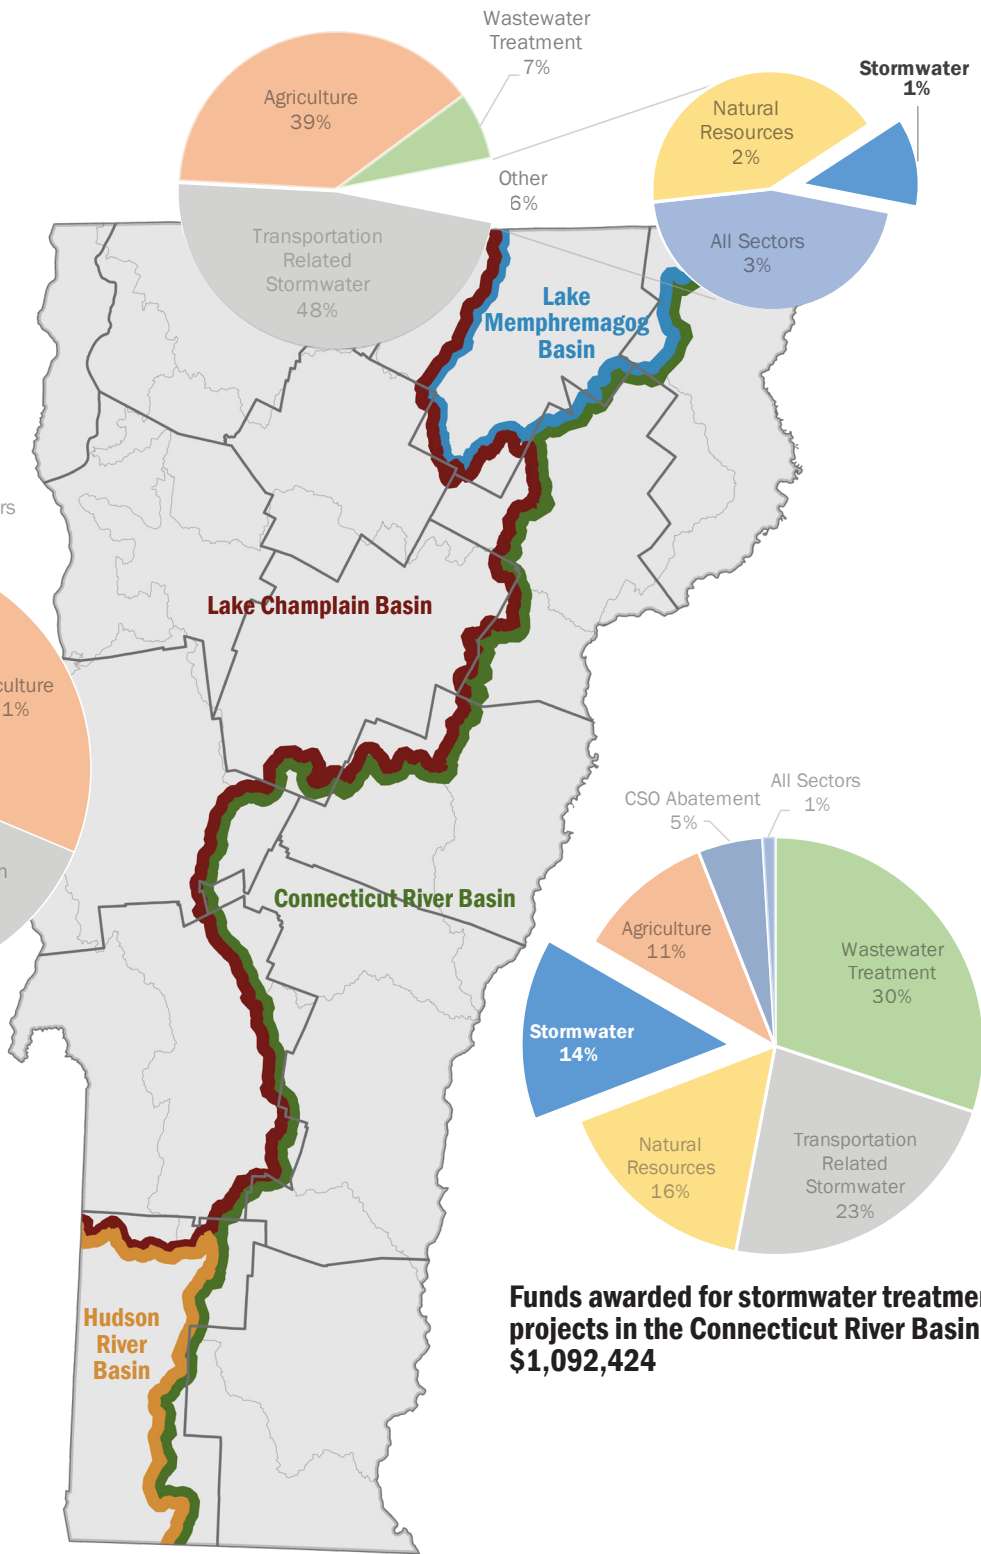 Wastewater
Treatment
7%
Agriculture
39%
Other
6%
Transportation
Related
Stormwater
48%
Stormwater
1%
Natural
Resources
2%
All Sectors
3%
Lake
Memphremagog
Basin
rs
Lake Champlain Basin
culture
1%
n
Connecticut River Basin
All Sectors
1%
CSO Abatement
5%
Agriculture
11%
Wastewater
Treatment
30%
Stormwater
14%
Natural
Resources
16%
Transportation
Related
Stormwater
23%
Hudson
River
Basin
Funds awarded for stormwater treatme
projects in the Connecticut River Basin
$1,092,424